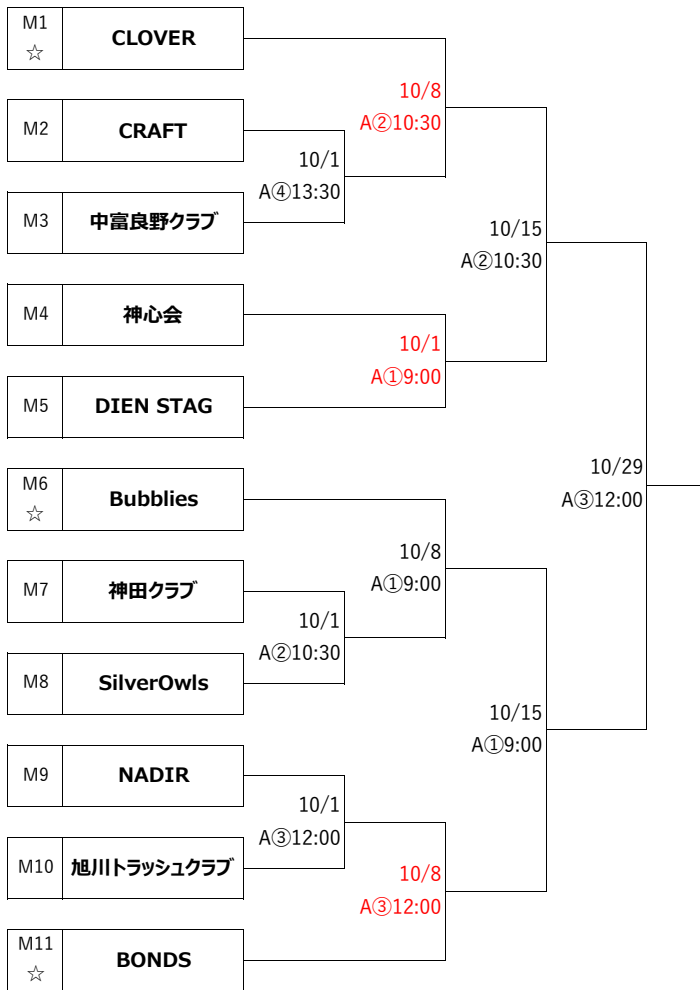 M1
☆
CLOVER
10/8
A②10:30
M2
CRAFT
10/1
A④13:30
M3
中富良野クラブ
10/15
A②10:30
M4
神心会
10/1
A①9:00
M5
DIEN STAG
10/29
A③12:00
M6
☆
Bubblies
10/8
A①9:00
M7
神田クラブ
10/1
A②10:30
M8
SilverOwls
10/15
A①9:00
M9
NADIR
10/1
A③12:00
M10
旭川トラッシュクラブ
10/8
A③12:00
M11
☆
BONDS